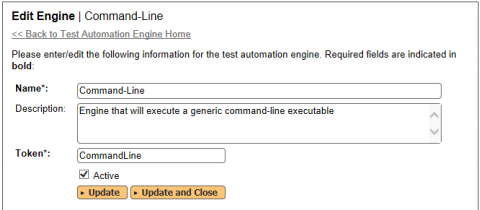 Edit Engine | Command-Line
<< Back to Test Automation Engine Home
Please enter/edit the following information for the test automation engine. Required fields are indicated in
bold:
Name*: Command-Line
Description: Engine that will execute a generic command-line executable
Token*: CommandLine
Active
Update Update and Close